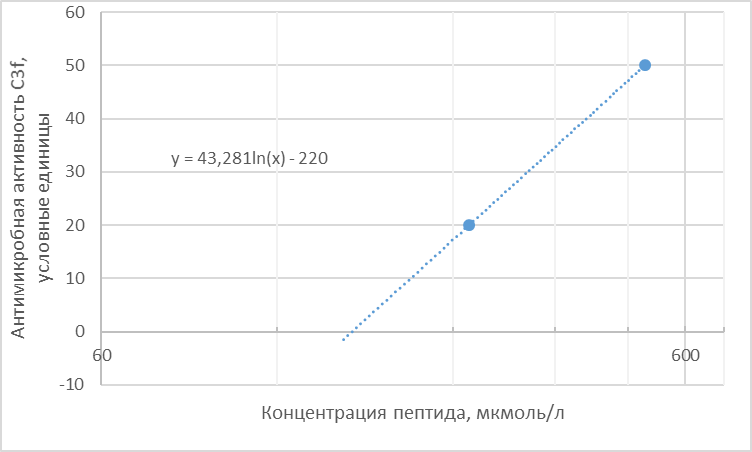 Антимикробная активность C3f,
условные единицы
60
50
40
30
20
10
0
-10
y = 43,281ln(x) - 220
60
600
Концентрация пептида, мкмоль/л